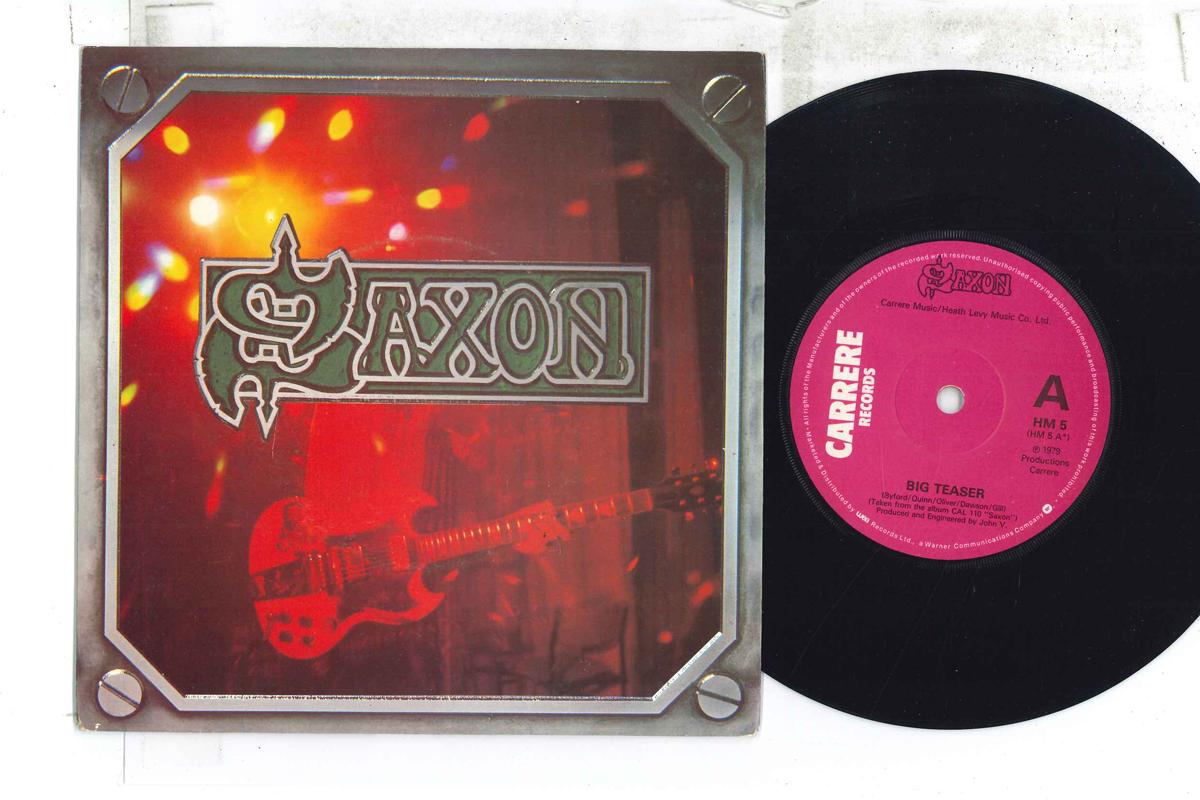 SAXON
All rights of the Manufacturers and of the owners of the recorded work reserved. Unauthorised copying public performance and broadcasting of this work prohibited.
SAXON
Carrere Music/Heath Levy Music Co. Ltd.
CARRERE
RECORDS
A
HM 5
(HM 5 A*)
℗ 1979
Productions
Carrere
BIG TEASER
(Byford/Quinn/Oliver/Dawson/Gill)
(Taken from the album CAL 110 "Saxon")
Produced and Engineered by John V.
Manufactured & Distributed by wea Records Ltd., a Warner Communications Company